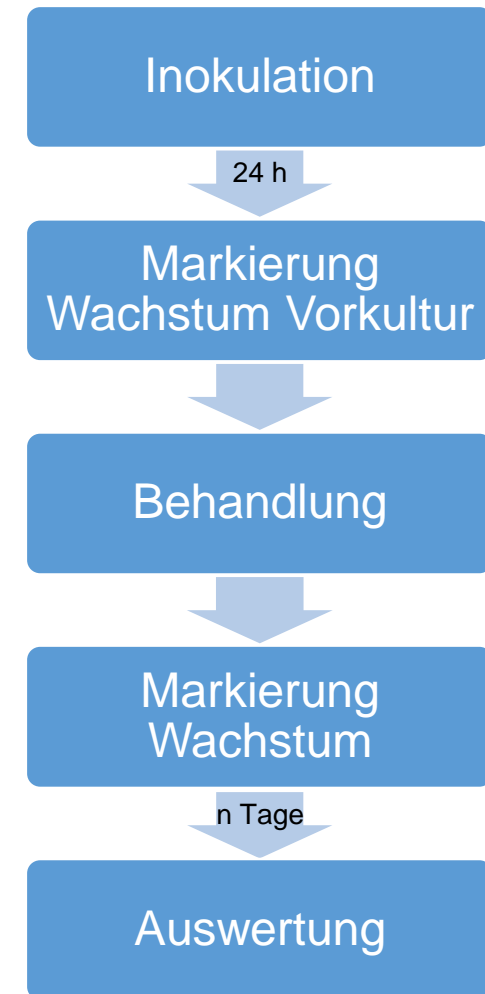 Inokulation
24 h
Markierung
Wachstum Vorkultur
Behandlung
Markierung
Wachstum
n Tage
Auswertung